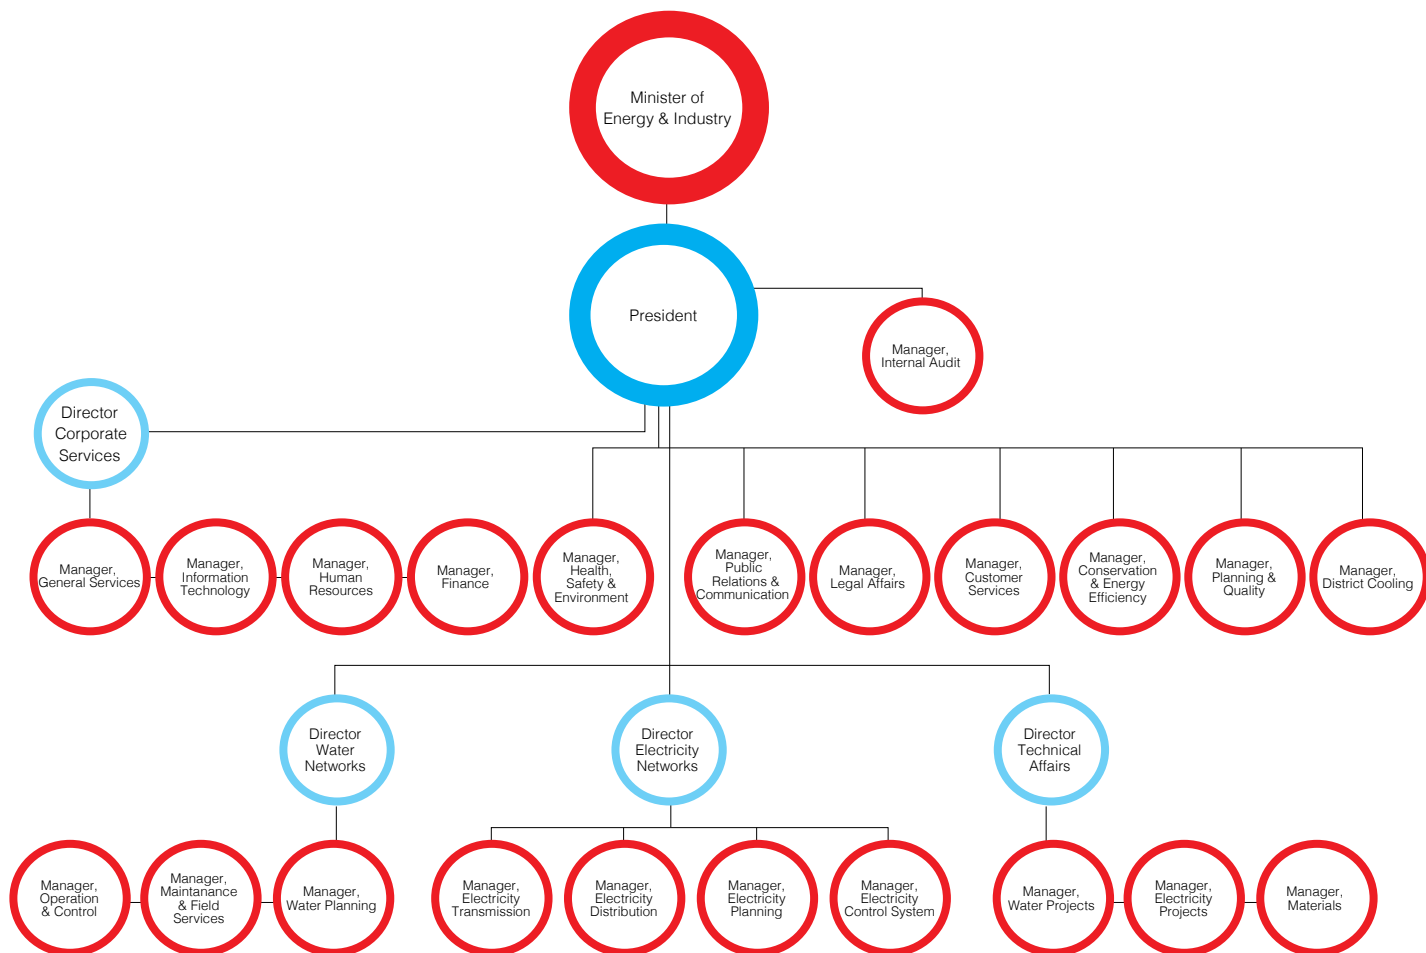 Minister of
Energy & Industry
President
Manager,
Internal Audit
Director
Corporate
Services
Manager,
General Services
Manager,
Information
Technology
Manager,
Human
Resources
Manager,
Finance
Manager,
Health,
Safety &
Environment
Manager,
Public
Relations &
Communication
Manager,
Legal Affairs
Manager,
Customer
Services
Manager,
Conservation
& Energy
Efficiency
Manager,
Planning &
Quality
Manager,
District Cooling
Director
Water
Networks
Director
Electricity
Networks
Director
Technical
Affairs
Manager,
Operation
& Control
Manager,
Maintanance
& Field
Services
Manager,
Water Planning
Manager,
Electricity
Transmission
Manager,
Electricity
Distribution
Manager,
Electricity
Planning
Manager,
Electricity
Control System
Manager,
Water Projects
Manager,
Electricity
Projects
Manager,
Materials